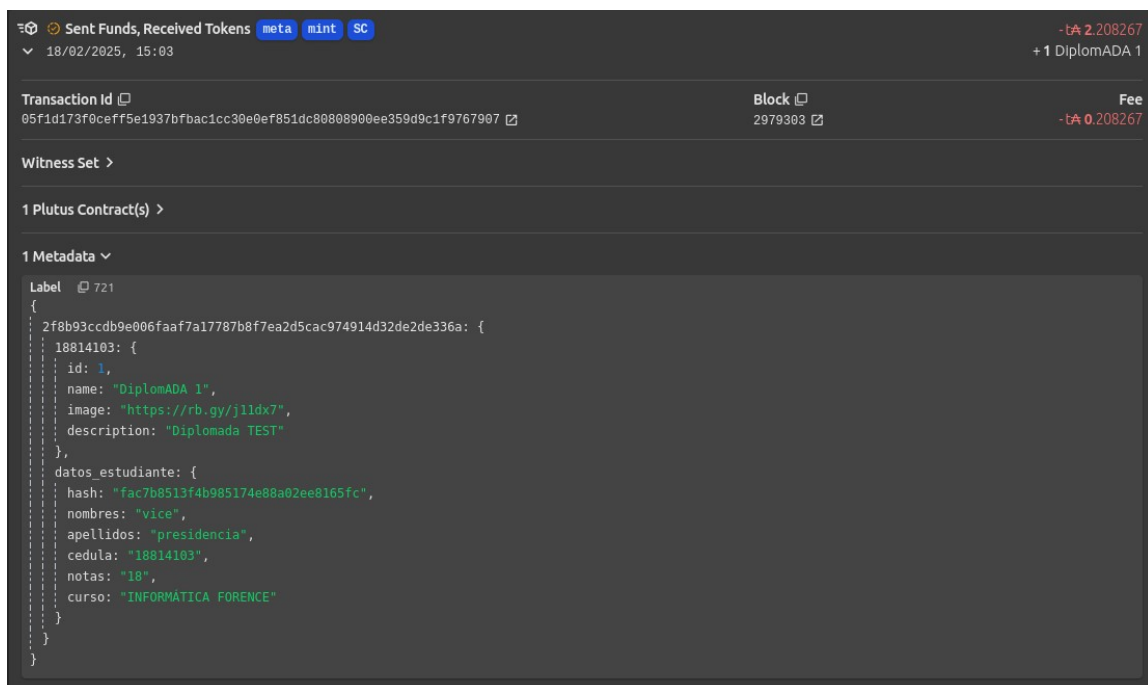 Sent Funds, Received Tokens meta mint SC -t₳ 2.208267
18/02/2025, 15:03 +1 DiplomADA 1
Transaction Id Block Fee
05f1d173f0ceff5e1937bfbac1cc30e0ef851dc80808900ee359d9c1f9767907 2979303 -t₳ 0.208267
Witness Set >
1 Plutus Contract(s) >
1 Metadata
Label 721
{
2f8b93ccdb9e006faaf7a17787b8f7ea2d5cac974914d32de2de336a: {
18814103: {
id: 1,
name: "DiplomADA 1",
image: "https://rb.gy/j11dx7",
description: "Diplomada TEST"
},
datos_estudiante: {
hash: "fac7b8513f4b985174e88a02ee8165fc",
nombres: "vice",
apellidos: "presidencia",
cedula: "18814103",
notas: "18",
curso: "INFORMÁTICA FORENCE"
}
}
}